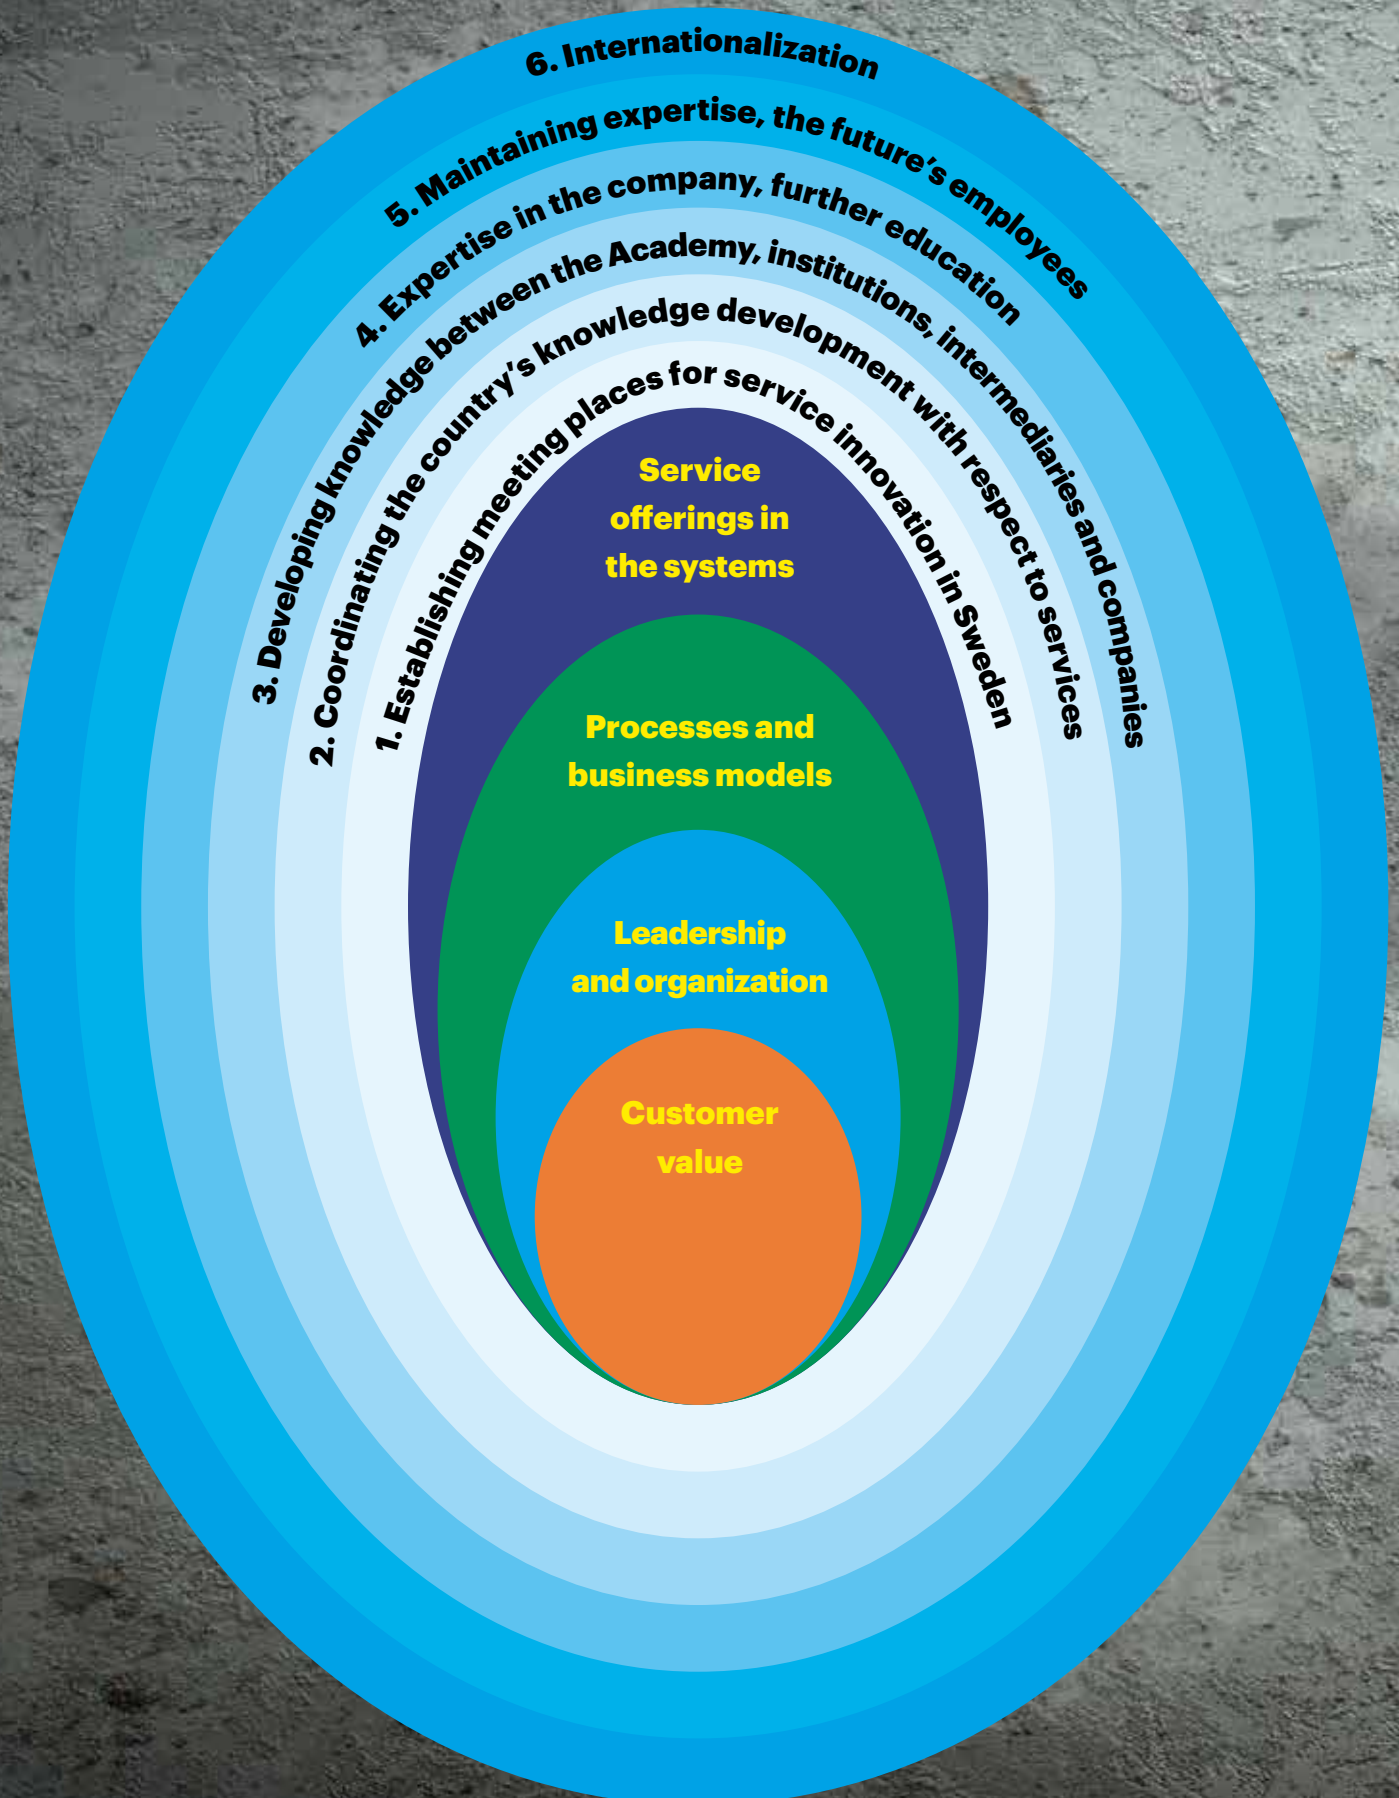 6. Internationalization
5. Maintaining expertise, the future's employees
4. Expertise in the company, further education
3. Developing knowledge between the Academy, institutions, intermediaries and companies
2. Coordinating the country's knowledge development with respect to services
1. Establishing meeting places for service innovation in Sweden
Service
offerings in
the systems
Processes and
business models
Leadership
and organization
Customer
value